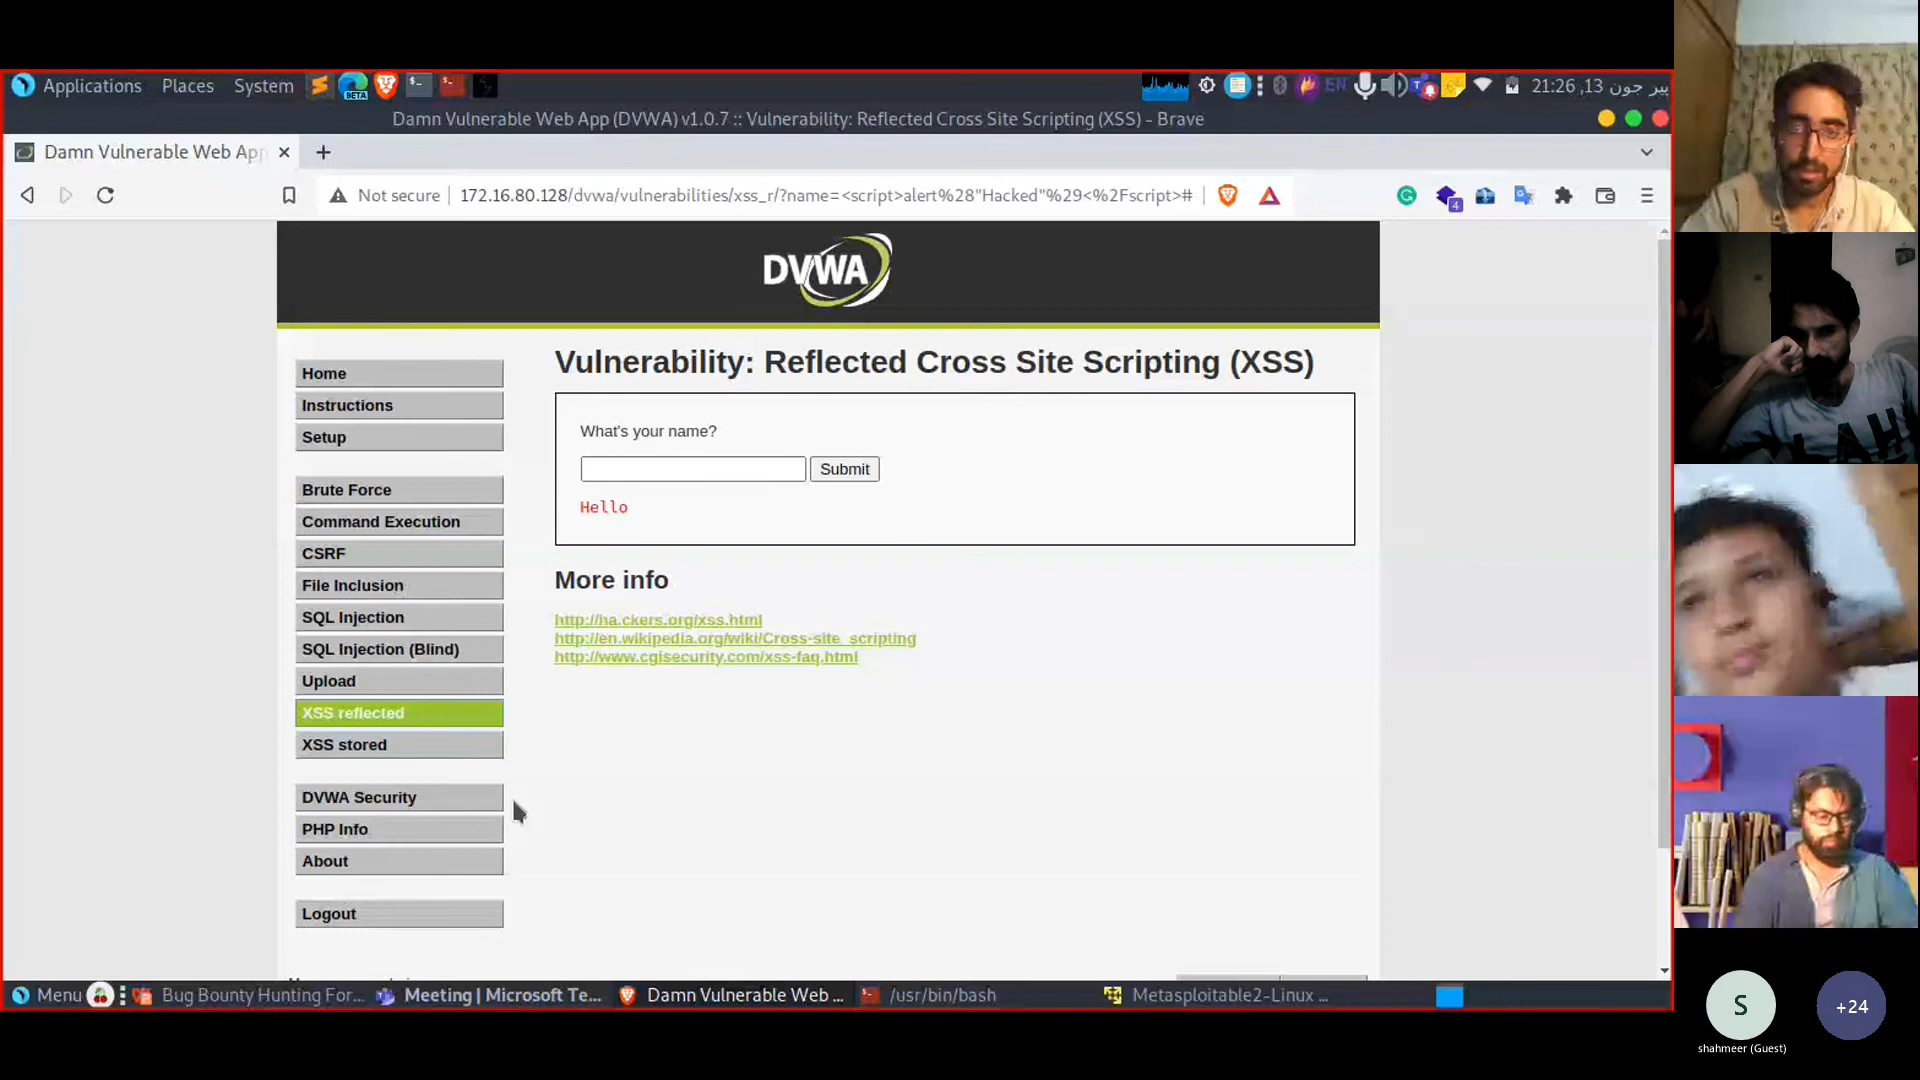 Applications Places System
EN
پیر جون 13, 21:26
BETA
Damn Vulnerable Web App (DVWA) v1.0.7 :: Vulnerability: Reflected Cross Site Scripting (XSS) - Brave
Damn Vulnerable Web App
Not secure 172.16.80.128/dvwa/vulnerabilities/xss_r/?name=<script>alert%28"Hacked"%29<%2Fscript>#
4
DVWA
Home
Instructions
Setup
Brute Force
Command Execution
CSRF
File Inclusion
SQL Injection
SQL Injection (Blind)
Upload
XSS reflected
XSS stored
DVWA Security
PHP Info
About
Logout
Vulnerability: Reflected Cross Site Scripting (XSS)
What's your name?
Submit
Hello
More info
http://ha.ckers.org/xss.html
http://en.wikipedia.org/wiki/Cross-site_scripting
http://www.cgisecurity.com/xss-faq.html
Menu Bug Bounty Hunting For... Meeting | Microsoft Te... Damn Vulnerable Web ... /usr/bin/bash Metasploitable2-Linux ...
S
+24
shahmeer (Guest)